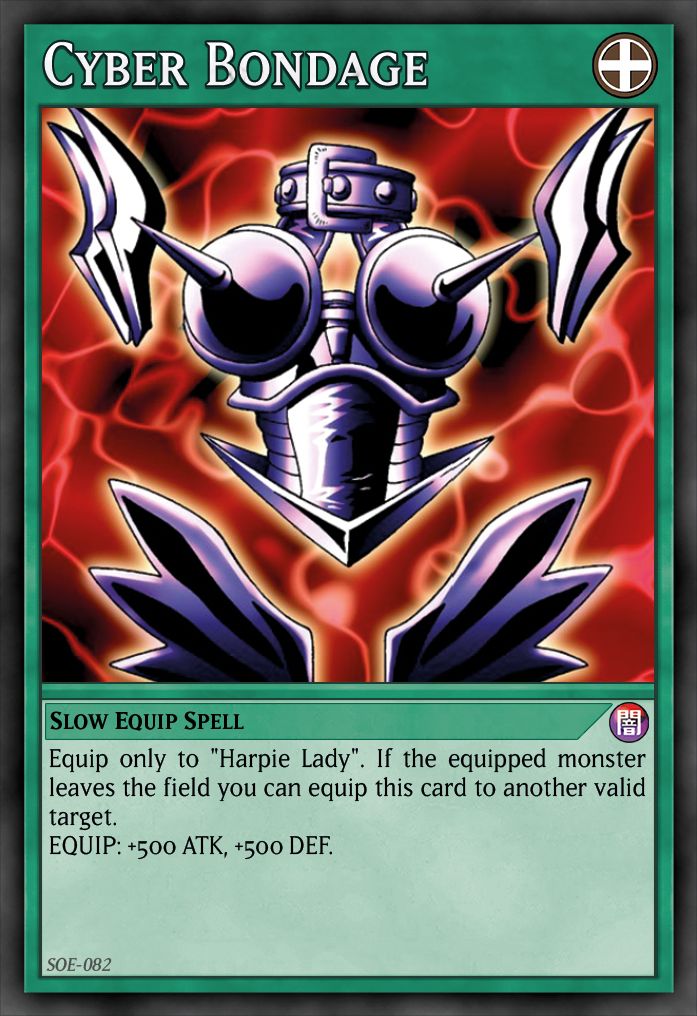 Cyber Bondage
Slow Equip Spell
闇
Equip only to "Harpie Lady". If the equipped monster
leaves the field you can equip this card to another valid
target.
EQUIP: +500 ATK, +500 DEF.
SOE-082